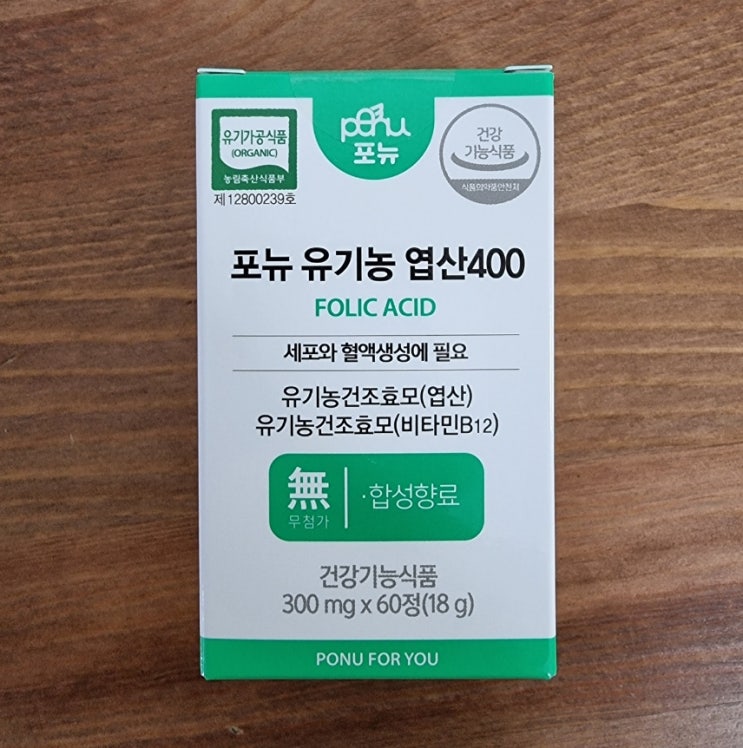 유기가공식품
(ORGANIC)
농림축산식품부
제12800239호
ponu
포뉴
건강
기능식품
식품의약품안전처
포뉴 유기농 엽산400
FOLIC ACID
세포와 혈액생성에 필요
유기농건조효모(엽산)
유기농건조효모(비타민B12)
無
무첨가
·합성향료
건강기능식품
300 mg x 60정(18 g)
PONU FOR YOU